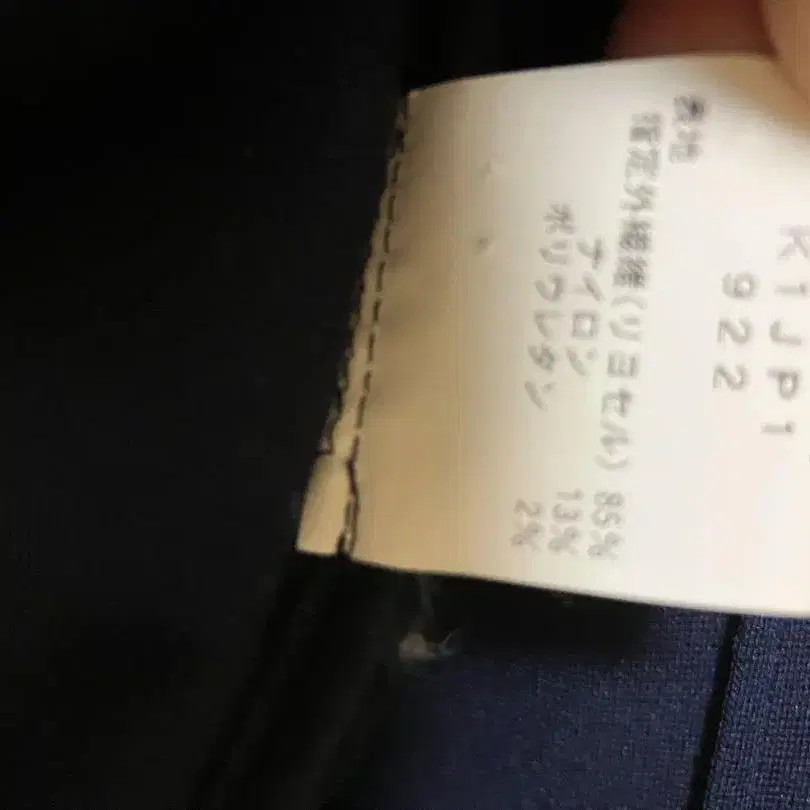 K1JP1
922
表地
指定外繊維(リヨセル) 85%
ナイロン 13%
ポリウレタン 2%